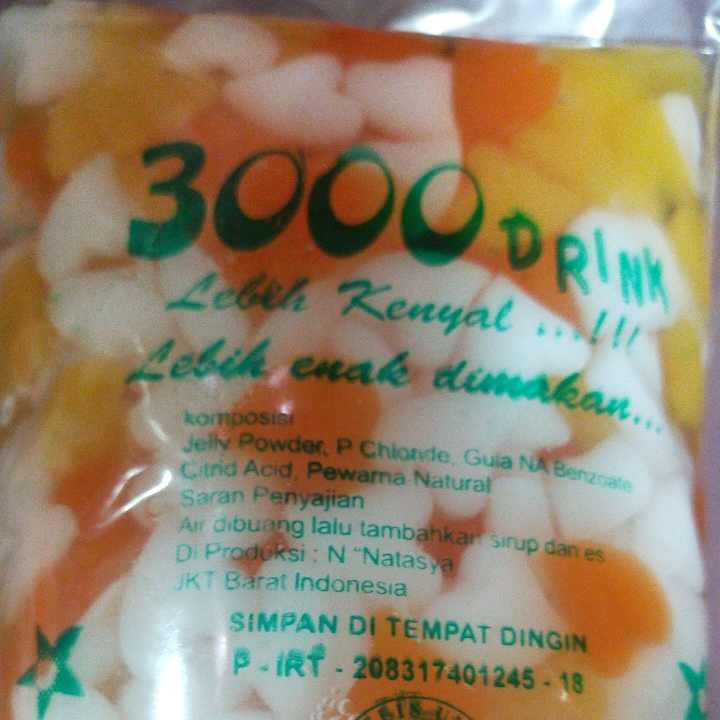 3000 DRINK
Lebih Kenyal ...!!!
Lebih enak dimakan...
komposisi
Jelly Powder, P Chloride, Gula NA Benzoate
Citrid Acid, Pewarna Natural
Saran Penyajian
Air dibuang lalu tambahkan sirup dan es
Di Produksi : N "Natasya
JKT Barat Indonesia
SIMPAN DI TEMPAT DINGIN
P - IRT - 208317401245 - 18